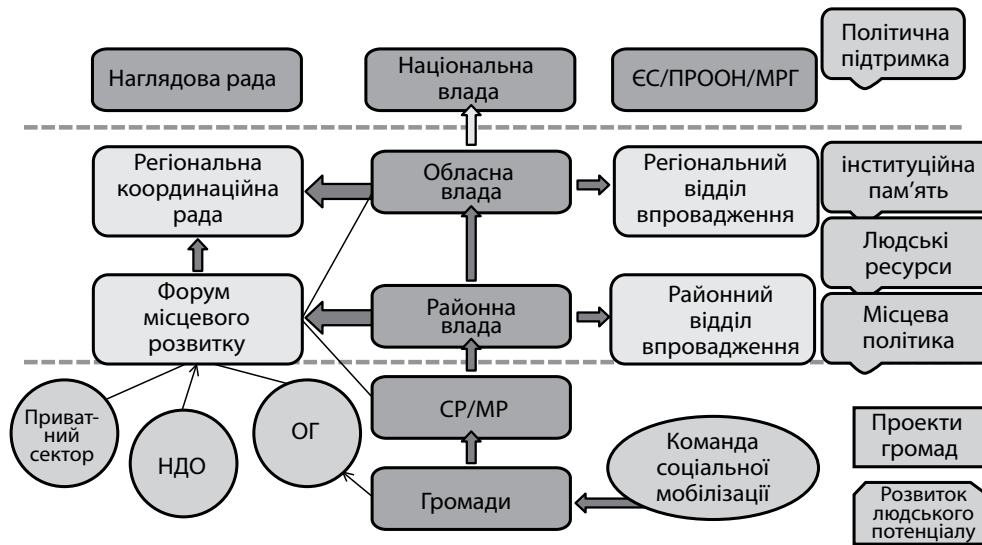 Наглядова рада
Національна
влада
ЄС/ПРООН/МРГ
Політична
підтримка
Регіональна
координаційна
рада
Обласна
влада
Регіональний
відділ
впровадження
інституційна
пам’ять
Людські
ресурси
Форум
місцевого
розвитку
Районна
влада
Районний
відділ
впровадження
Місцева
політика
Приват-
ний
сектор
НДО
ОГ
СР/МР
Громади
Команда
соціальної
мобілізації
Проекти
громад
Розвиток
людського
потенціалу